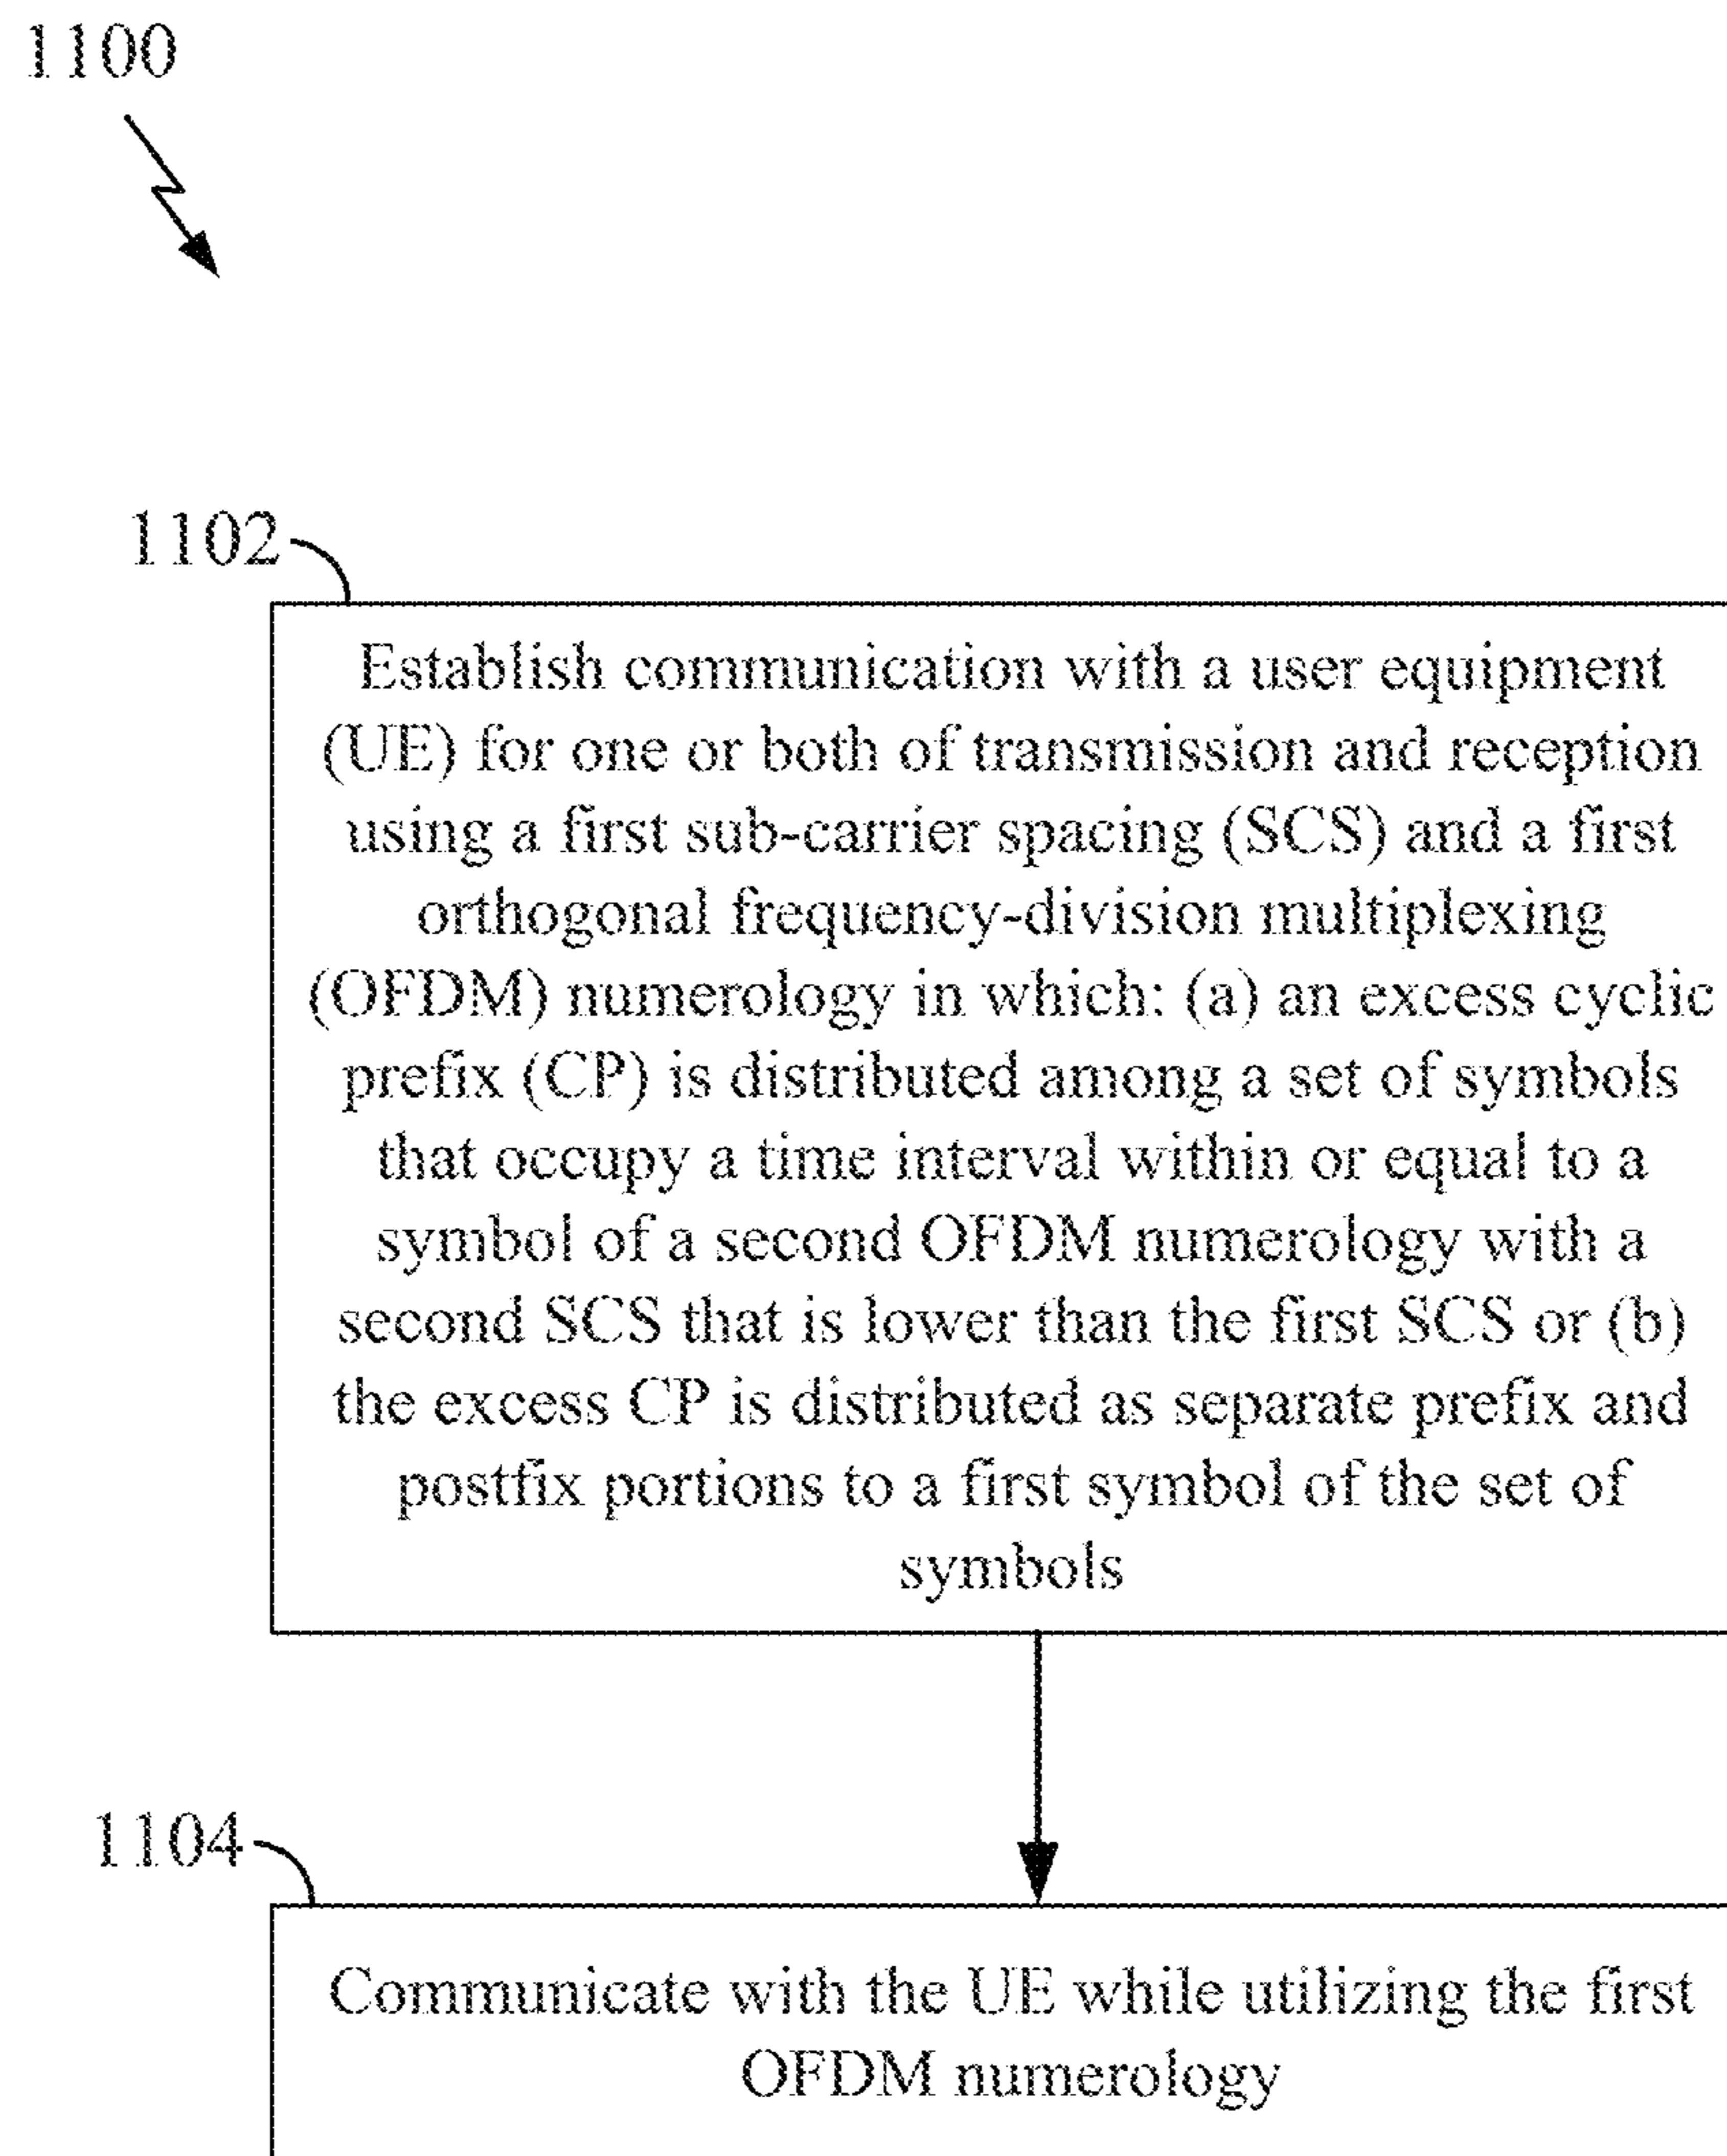 1100
1102
Establish communication with a user equipment
(UE) for one or both of transmission and reception
using a first sub-carrier spacing (SCS) and a first
orthogonal frequency-division multiplexing
(OFDM) numerology in which: (a) an excess cyclic
prefix (CP) is distributed among a set of symbols
that occupy a time interval within or equal to a
symbol of a second OFDM numerology with a
second SCS that is lower than the first SCS or (b)
the excess CP is distributed as separate prefix and
postfix portions to a first symbol of the set of
symbols
1104
Communicate with the UE while utilizing the first
OFDM numerology